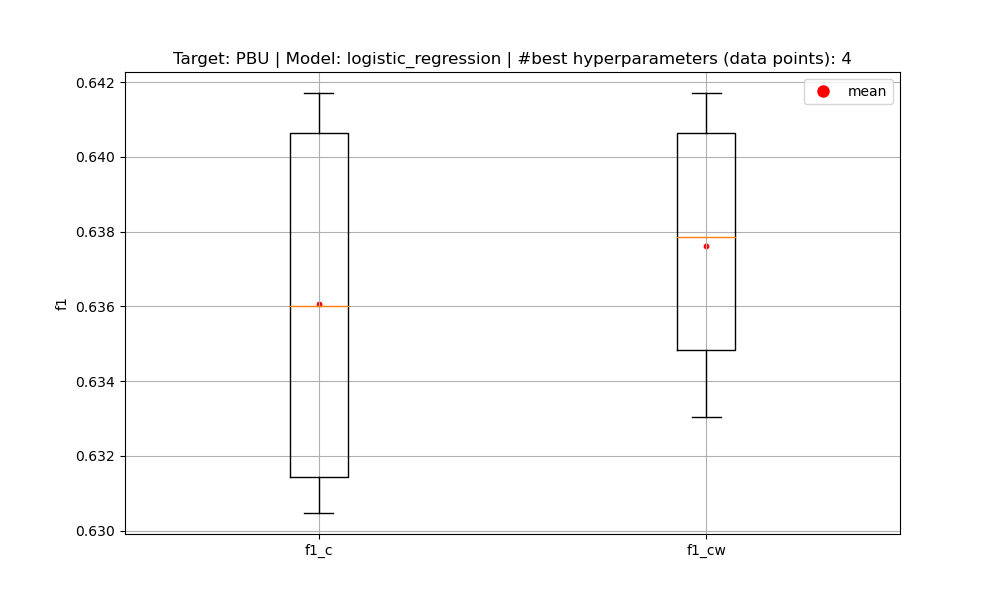 Target: PBU | Model: logistic_regression | #best hyperparameters (data points): 4
mean
f1
0.642
0.640
0.638
0.636
0.634
0.632
0.630
f1_c
f1_cw